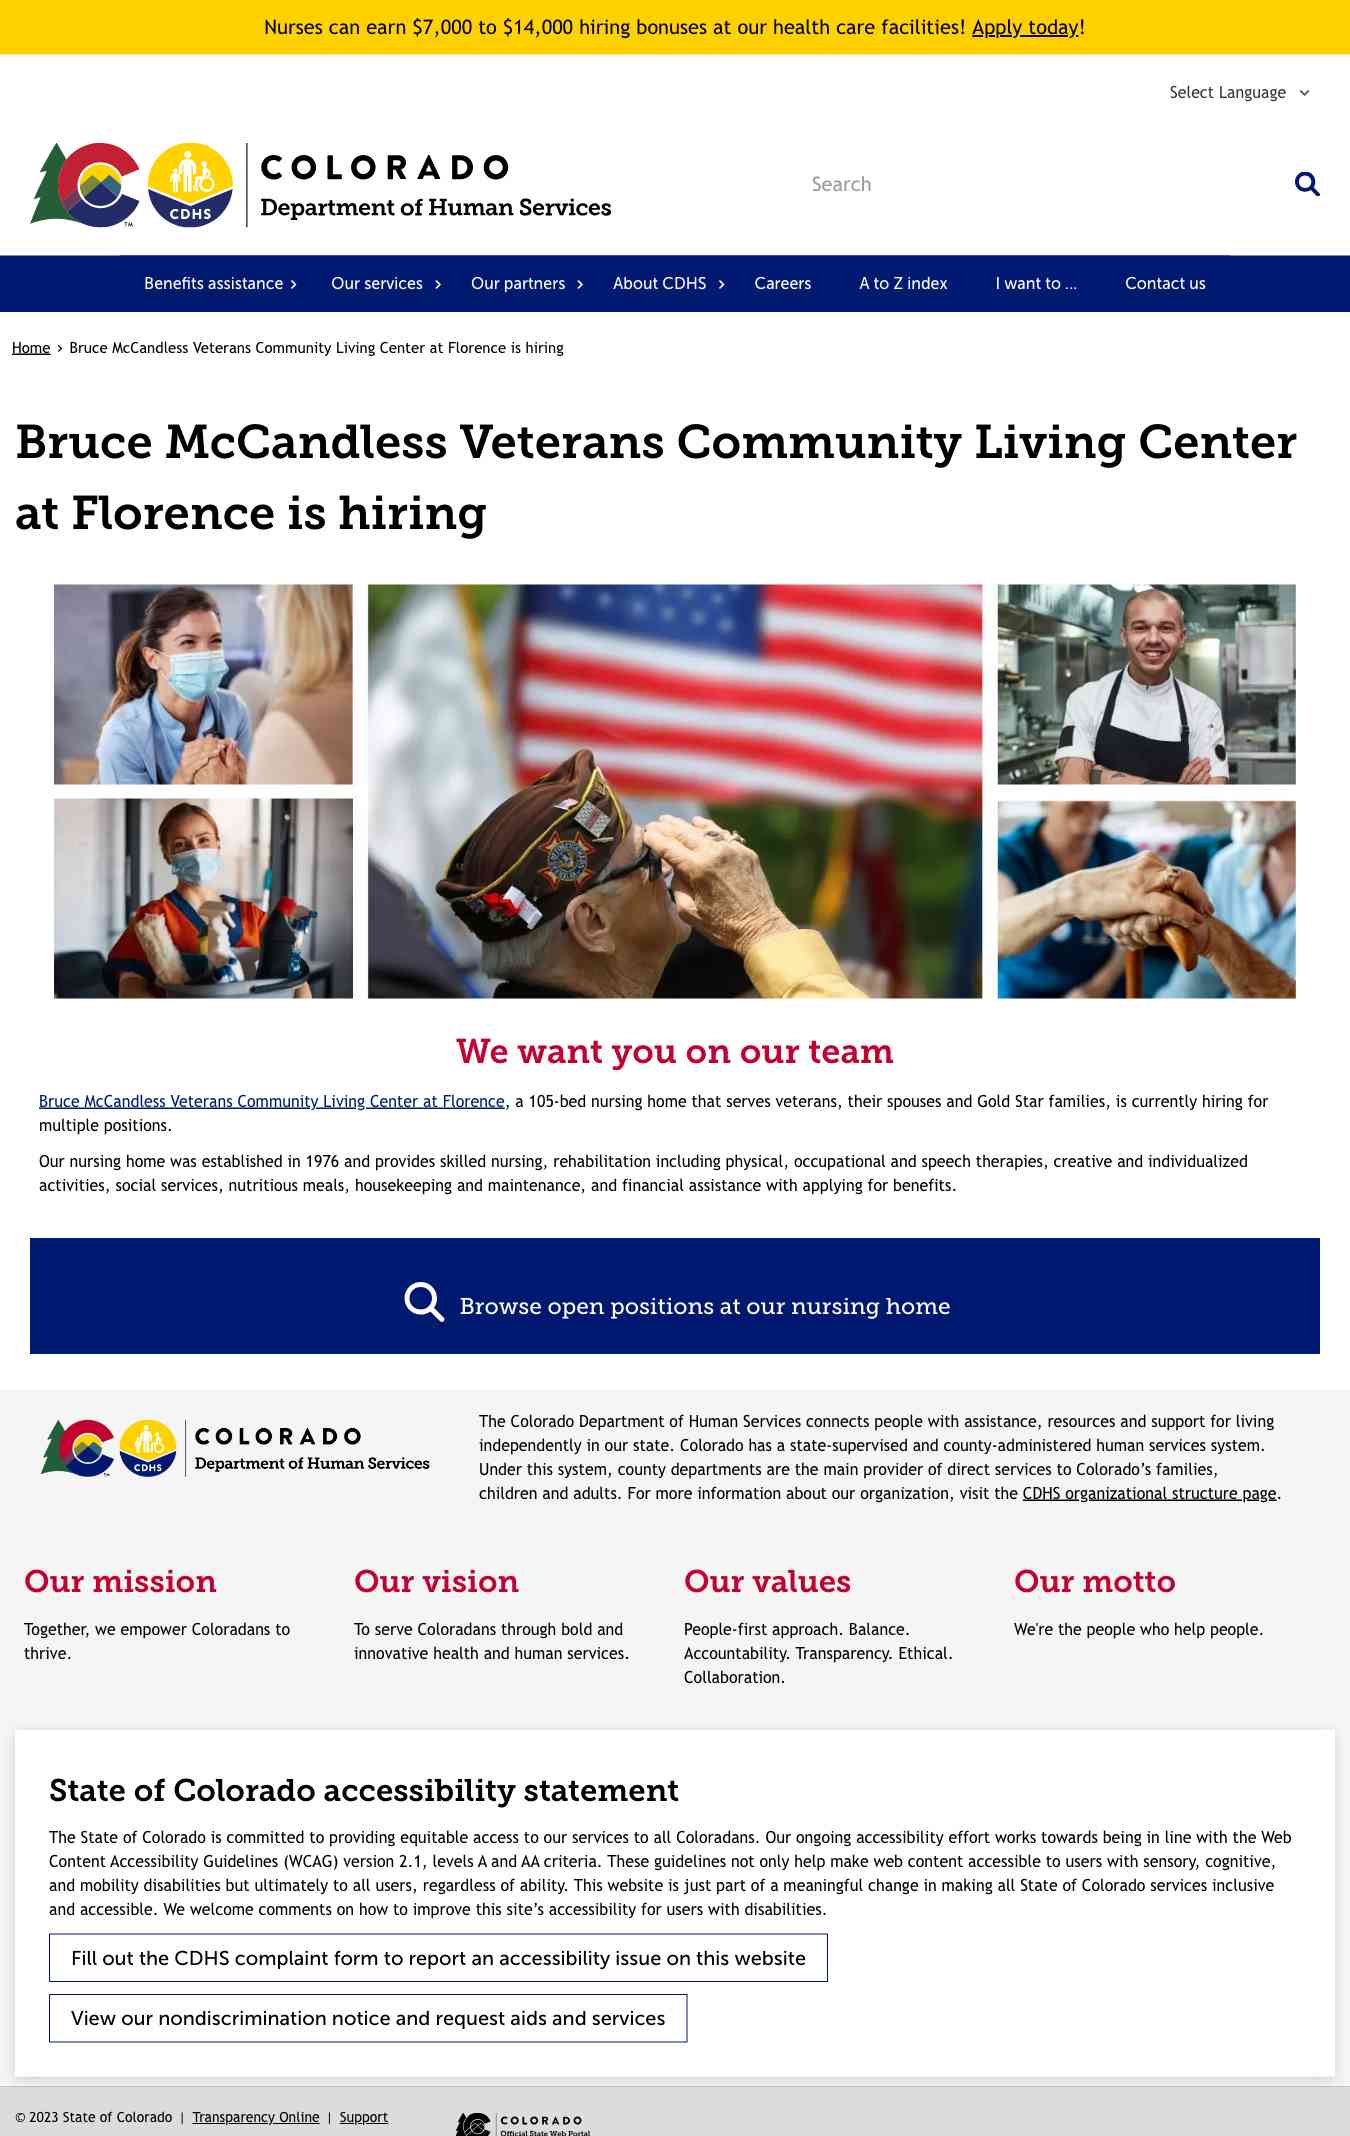 Nurses can earn $7,000 to $14,000 hiring bonuses at our health care facilities! Apply today!
Select Language
COLORADO
Department of Human Services
CDHS
TM
Search
Benefits assistance › Our services › Our partners › About CDHS › Careers A to Z index I want to ... Contact us
Home › Bruce McCandless Veterans Community Living Center at Florence is hiring
Bruce McCandless Veterans Community Living Center
at Florence is hiring
We want you on our team
Bruce McCandless Veterans Community Living Center at Florence, a 105-bed nursing home that serves veterans, their spouses and Gold Star families, is currently hiring for
multiple positions.
Our nursing home was established in 1976 and provides skilled nursing, rehabilitation including physical, occupational and speech therapies, creative and individualized
activities, social services, nutritious meals, housekeeping and maintenance, and financial assistance with applying for benefits.
Browse open positions at our nursing home
COLORADO
Department of Human Services
CDHS
TM
The Colorado Department of Human Services connects people with assistance, resources and support for living
independently in our state. Colorado has a state-supervised and county-administered human services system.
Under this system, county departments are the main provider of direct services to Colorado’s families,
children and adults. For more information about our organization, visit the CDHS organizational structure page.
Our mission
Together, we empower Coloradans to
thrive.
Our vision
To serve Coloradans through bold and
innovative health and human services.
Our values
People-first approach. Balance.
Accountability. Transparency. Ethical.
Collaboration.
Our motto
We're the people who help people.
State of Colorado accessibility statement
The State of Colorado is committed to providing equitable access to our services to all Coloradans. Our ongoing accessibility effort works towards being in line with the Web
Content Accessibility Guidelines (WCAG) version 2.1, levels A and AA criteria. These guidelines not only help make web content accessible to users with sensory, cognitive,
and mobility disabilities but ultimately to all users, regardless of ability. This website is just part of a meaningful change in making all State of Colorado services inclusive
and accessible. We welcome comments on how to improve this site’s accessibility for users with disabilities.
Fill out the CDHS complaint form to report an accessibility issue on this website
View our nondiscrimination notice and request aids and services
© 2023 State of Colorado | Transparency Online | Support
COLORADO
Official State Web Portal